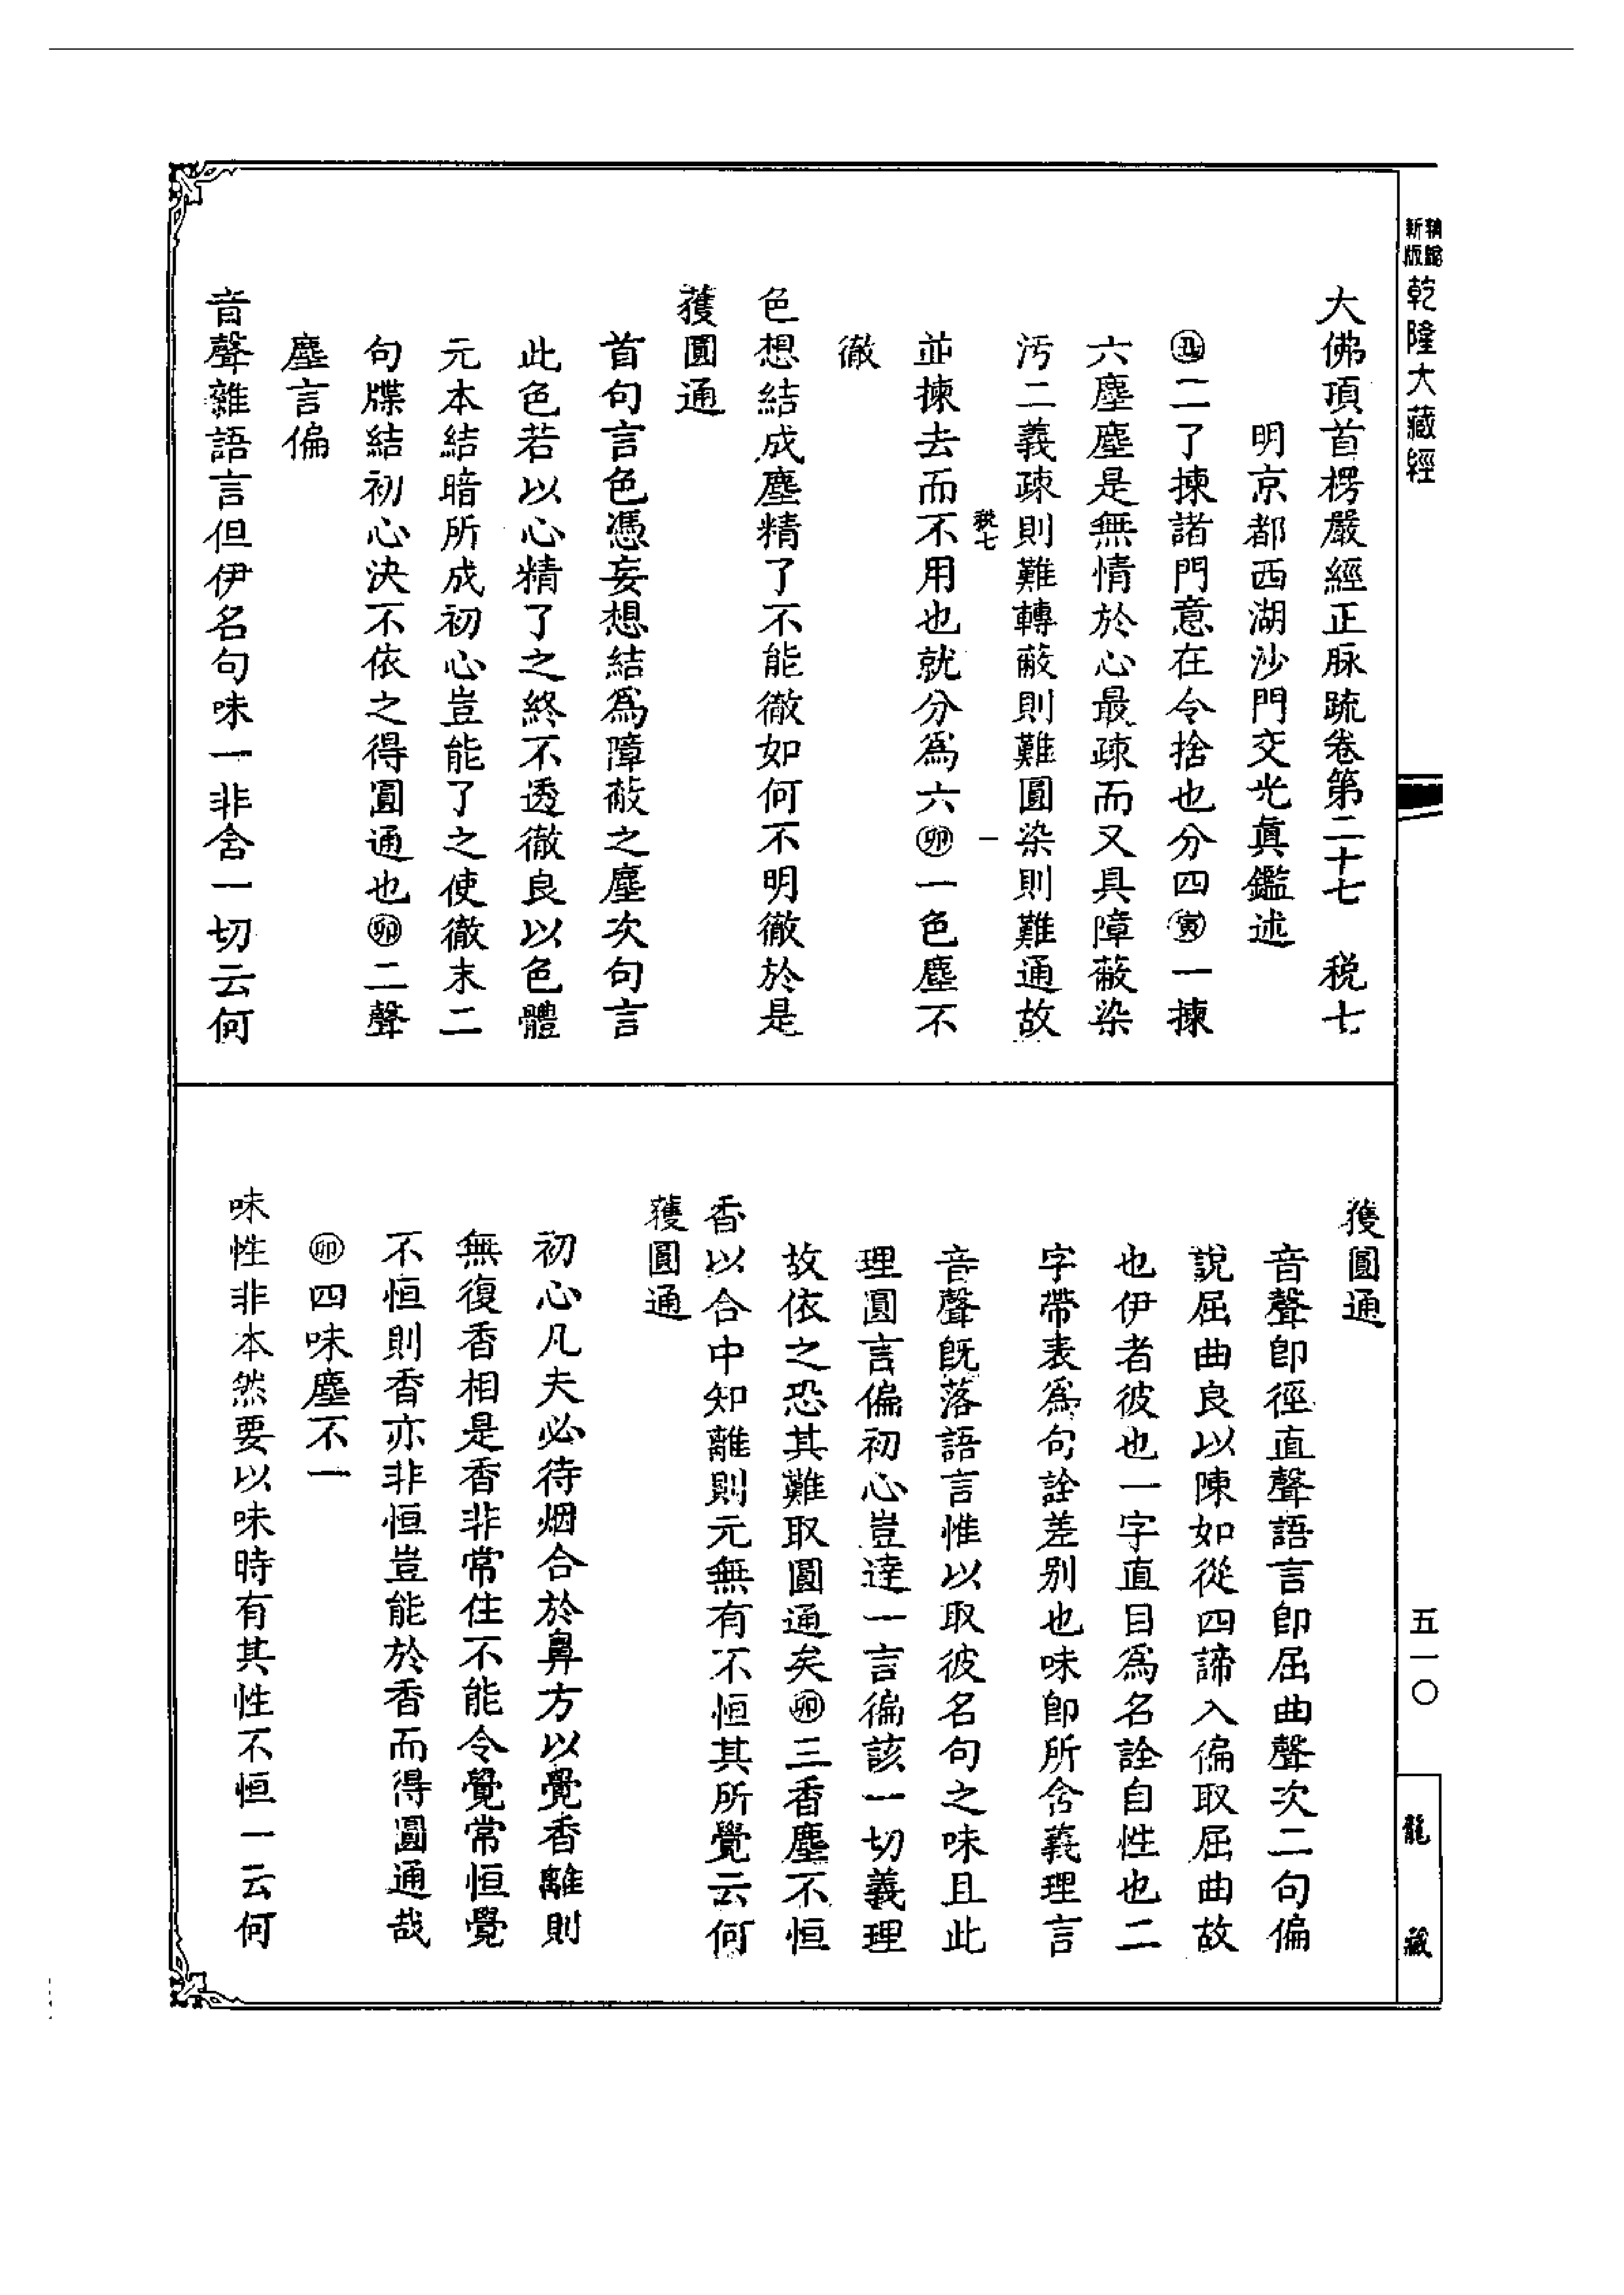 新版
乾隆大藏經
大佛頂首楞嚴經正脉疏卷第二十七　稅七
明京都西湖沙門交光眞鑑述
㊄二了揀諸門意在令捨也分四㊞一揀
六塵塵是無情於心最疎而又具障蔽染
汚二義疎則難轉蔽則難圓染則難通故
稅七　一
並揀去而不用也就分爲六卯一色塵不
徹
色想結成塵精了不能徹如何不明徹於是
獲圓通
首句言色憑妄想結爲障蔽之塵次句言
此色若以心精了之終不透徹良以色體
元本結暗所成初心豈能了之使徹末二
句牒結初心決不依之得圓通也卯二聲
塵言偏
音聲雜語言但伊名句味一非含一切云何
獲圓通
音聲卽徑直聲語言卽屈曲聲次二句偏
說屈曲良以陳如從四諦入偏取屈曲故
也伊者彼也一字直目爲名詮自性也二
字帶表爲句詮差別也味卽所含義理言
音聲旣落語言惟以取彼名句之味且此
理圓言偏初心豈達一言徧該一切義理
故依之恐其難取圓通矣卯三香塵不恒
香以合中知離則元無有不恒其所覺云何
獲圓通
初心凡夫必待烟合於鼻方以覺香離則
無復香相是香非常住不能令覺常恒覺
不恒則香亦非恒豈能於香而得圓通哉
卯四味塵不一
味性非本然要以味時有其性不恒一云何
五一〇
龍藏